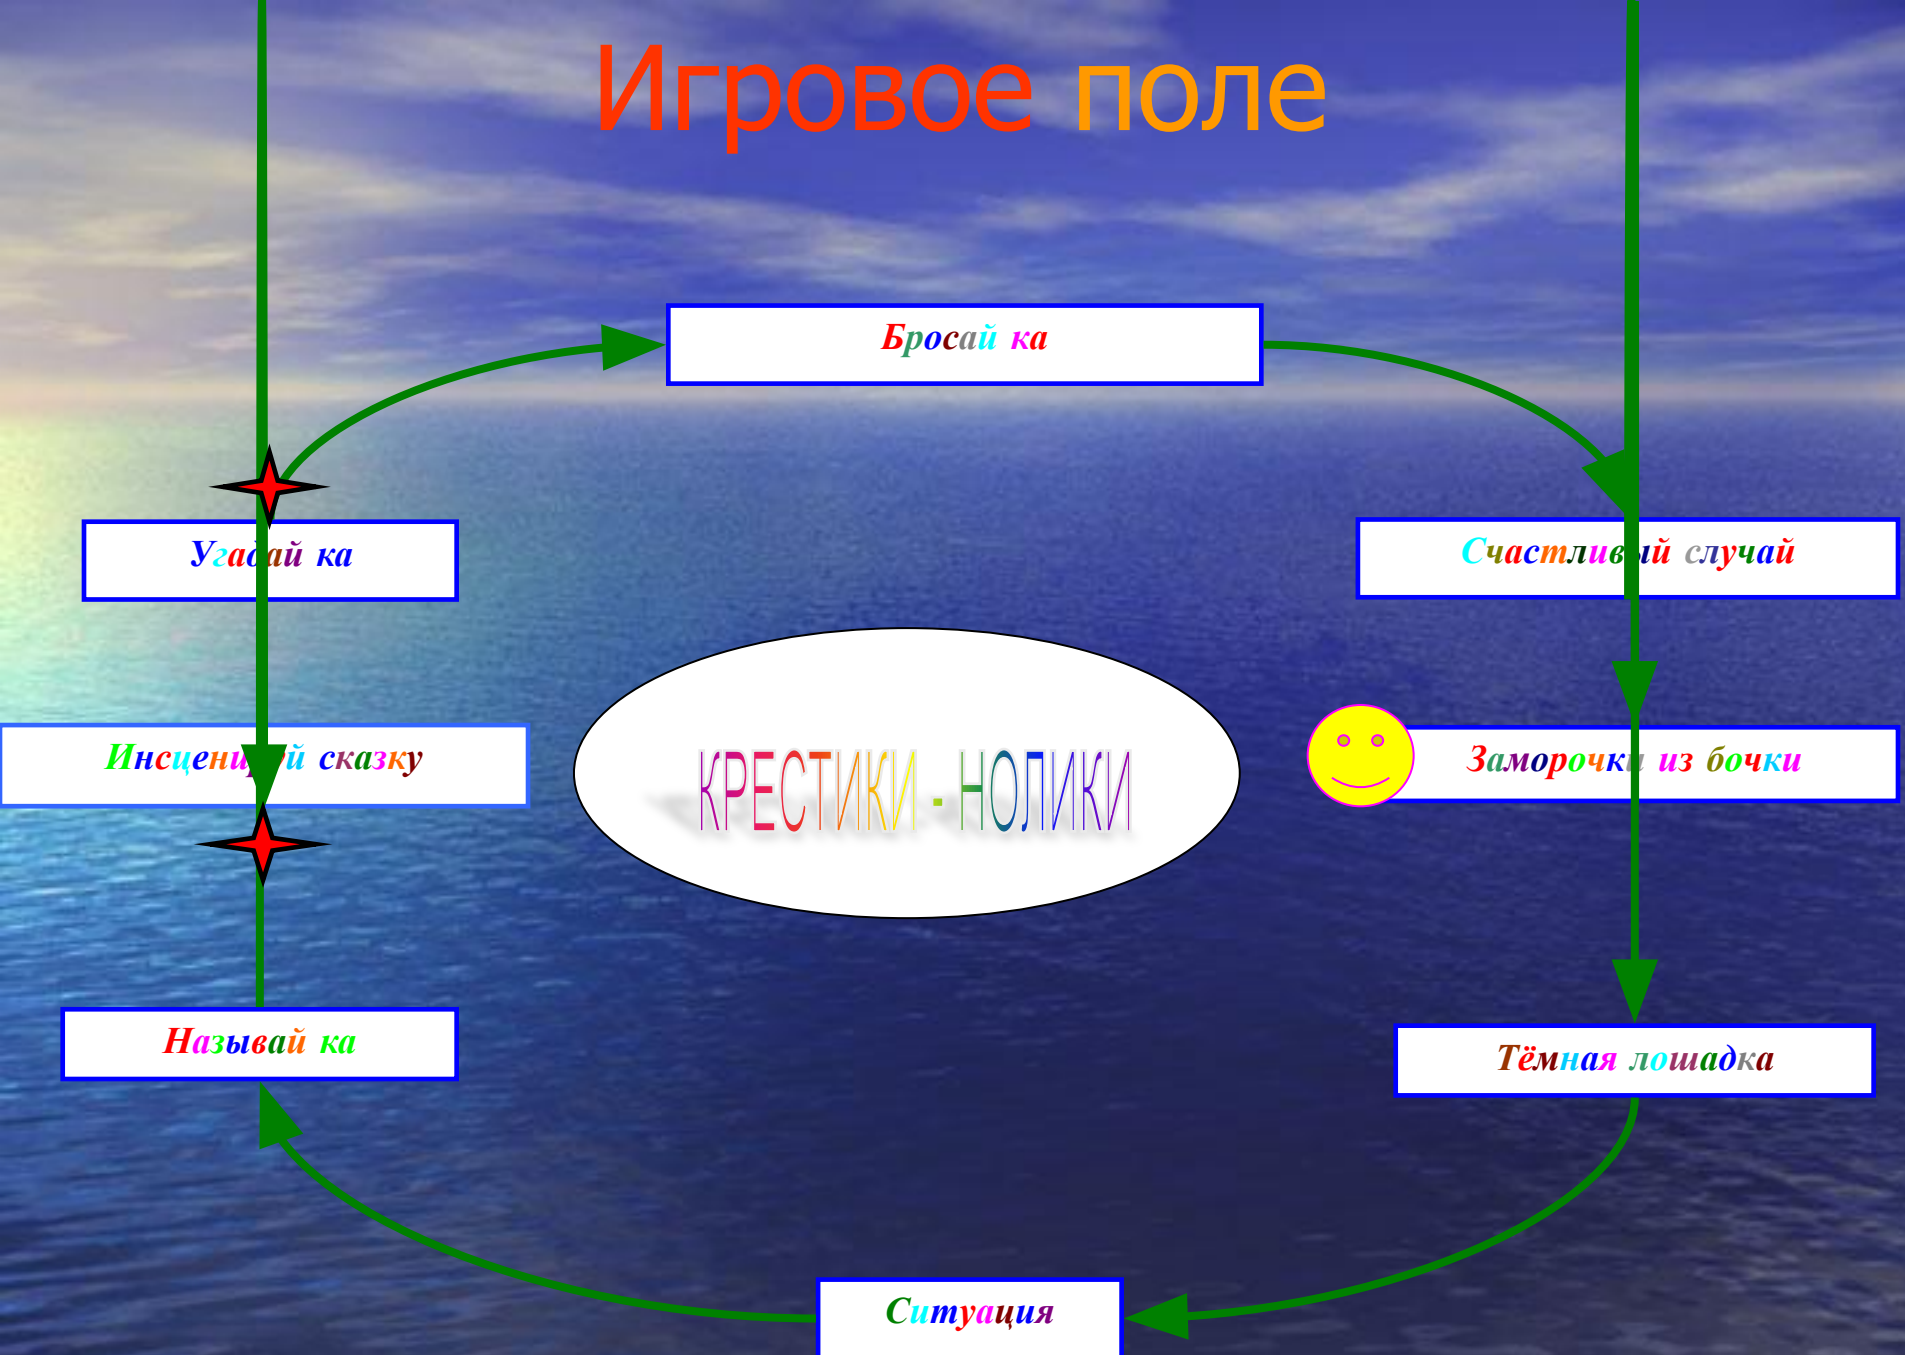 Игровое поле
Бросай ка
Угадай ка
Счастливый случай
Инсценируй сказку
КРЕСТИКИ - НОЛИКИ
Заморочки из бочки
Называй ка
Тёмная лошадка
Ситуация